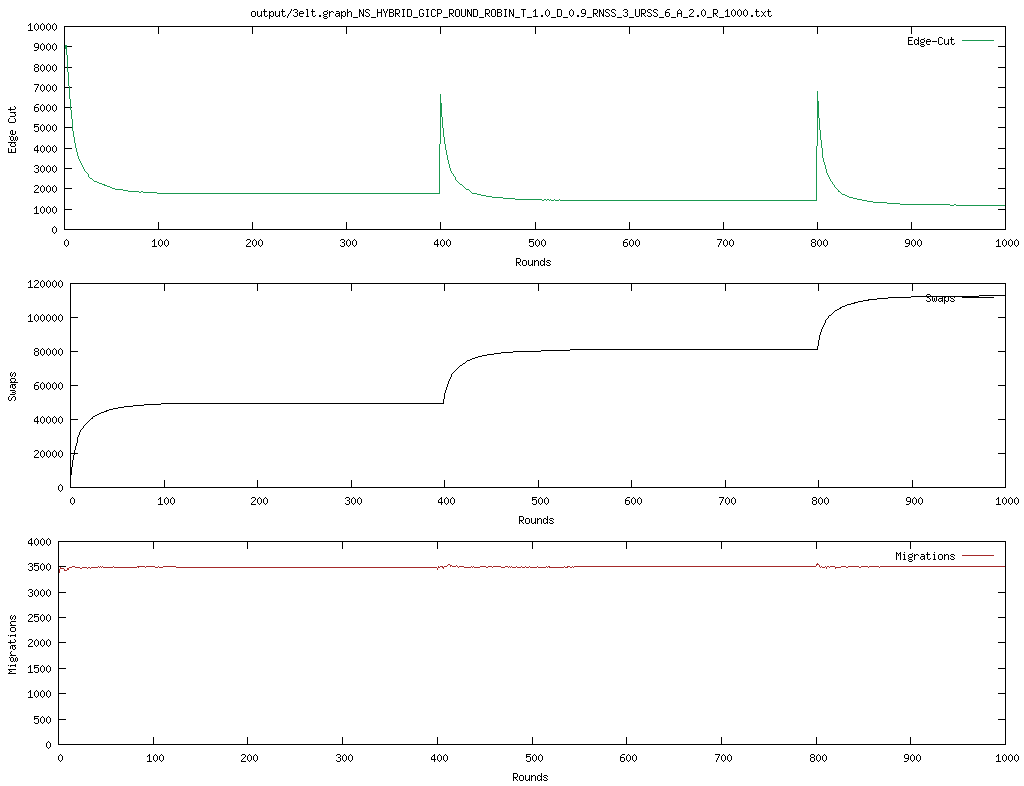 output/3elt.graph_NS_HYBRID_GICP_ROUND_ROBIN_T_1.0_D_0.9_RNSS_3_URSS_6_A_2.0_R_1000.txt
Edge-Cut
Edge Cut
10000
9000
8000
7000
6000
5000
4000
3000
2000
1000
0
0 100 200 300 400 500 600 700 800 900 1000
Rounds
Swaps
Swaps
120000
100000
80000
60000
40000
20000
0
0 100 200 300 400 500 600 700 800 900 1000
Rounds
Migrations
Migrations
4000
3500
3000
2500
2000
1500
1000
500
0
0 100 200 300 400 500 600 700 800 900 1000
Rounds